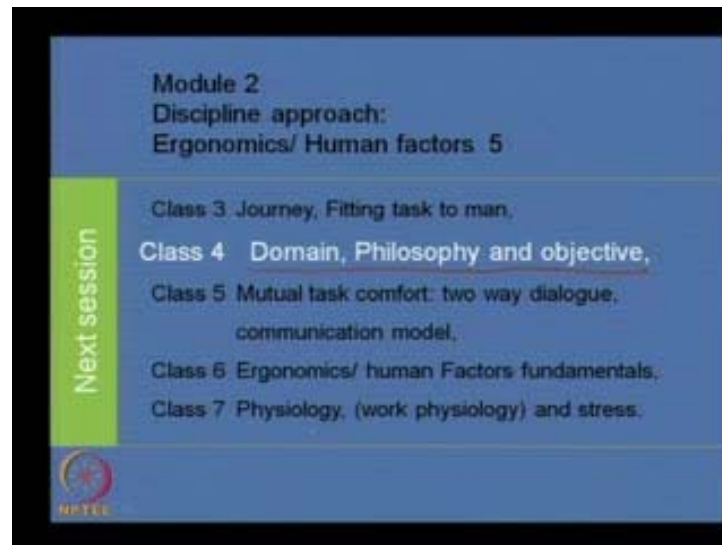 Module 2
Discipline approach:
Ergonomics/ Human factors 5
Next session
Class 3 Journey, Fitting task to man,
Class 4 Domain, Philosophy and objective,
Class 5 Mutual task comfort: two way dialogue,
communication model,
Class 6 Ergonomics/ human Factors fundamentals,
Class 7 Physiology, (work physiology) and stress.
NPTEL